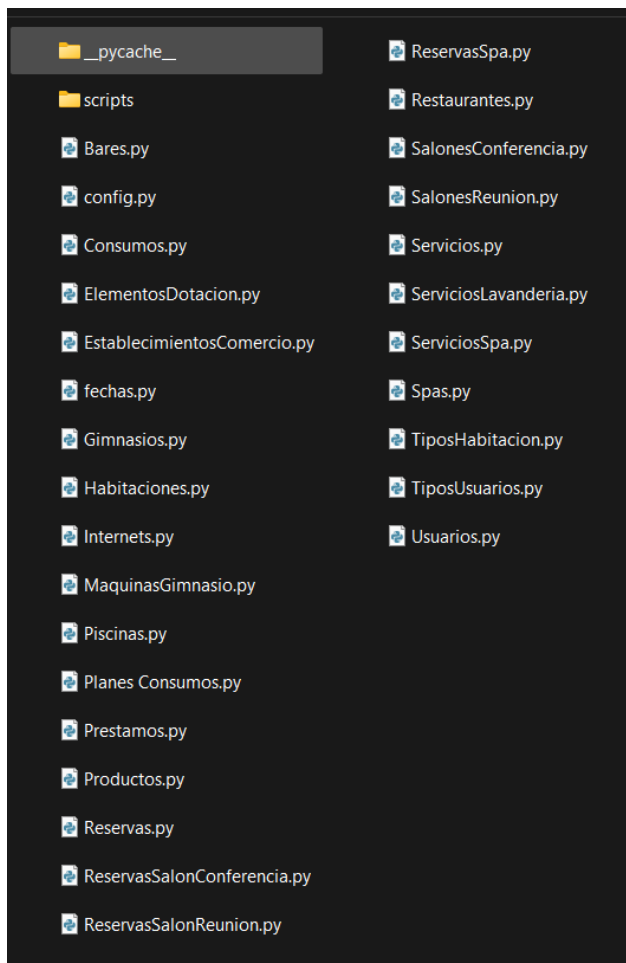 __pycache__
scripts
Bares.py
config.py
Consumos.py
ElementosDotacion.py
EstablecimientosComercio.py
fechas.py
Gimnasios.py
Habitaciones.py
Internets.py
MaquinasGimnasio.py
Piscinas.py
Planes Consumos.py
Prestamos.py
Productos.py
Reservas.py
ReservasSalonConferencia.py
ReservasSalonReunion.py
ReservasSpa.py
Restaurantes.py
SalonesConferencia.py
SalonesReunion.py
Servicios.py
ServiciosLavanderia.py
ServiciosSpa.py
Spas.py
TiposHabitacion.py
TiposUsuarios.py
Usuarios.py